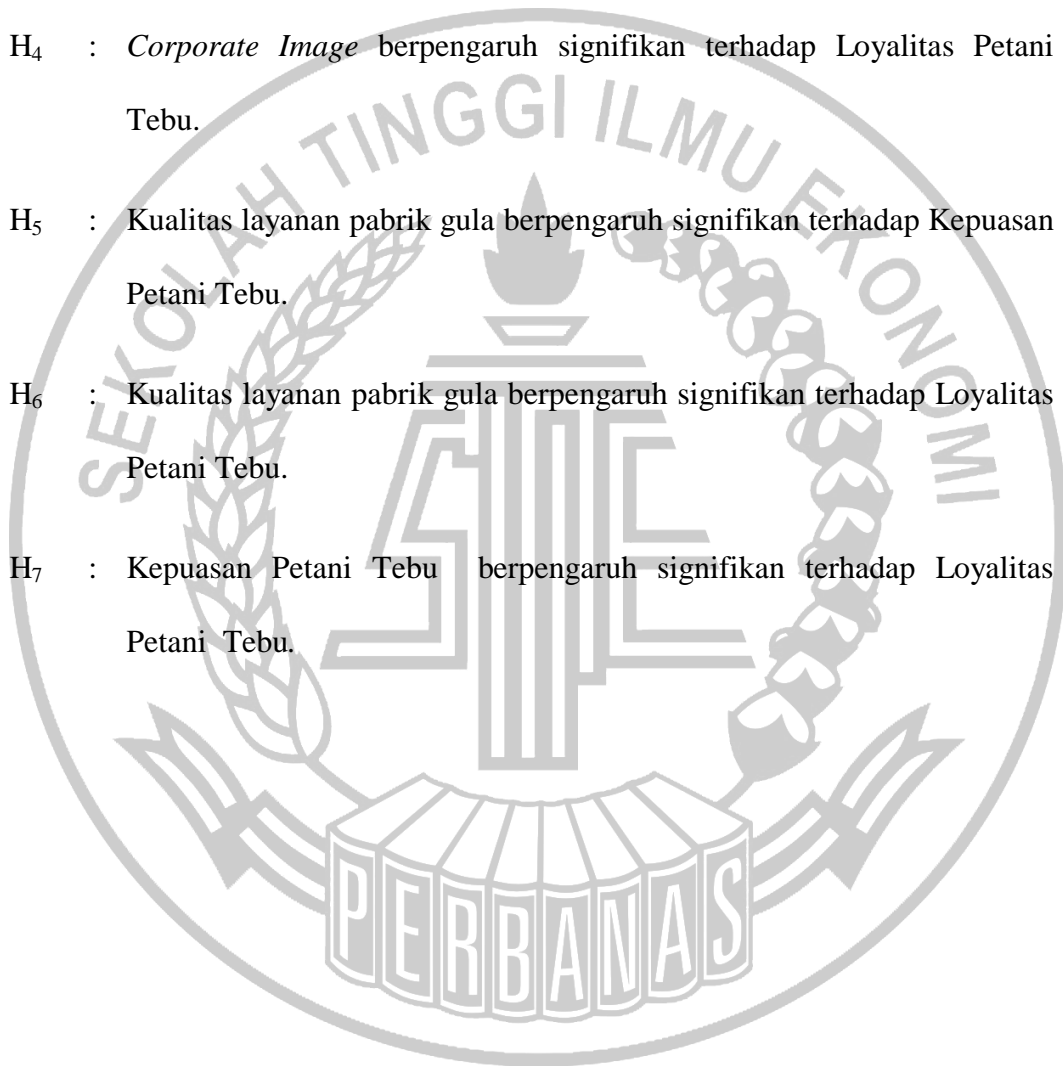 H₄ : Corporate Image berpengaruh signifikan terhadap Loyalitas Petani
Tebu.
H₅ : Kualitas layanan pabrik gula berpengaruh signifikan terhadap Kepuasan
Petani Tebu.
H₆ : Kualitas layanan pabrik gula berpengaruh signifikan terhadap Loyalitas
Petani Tebu.
H₇ : Kepuasan Petani Tebu berpengaruh signifikan terhadap Loyalitas
Petani Tebu.
SEKOLAH TINGGI ILMU EKONOMI
PERBANAS